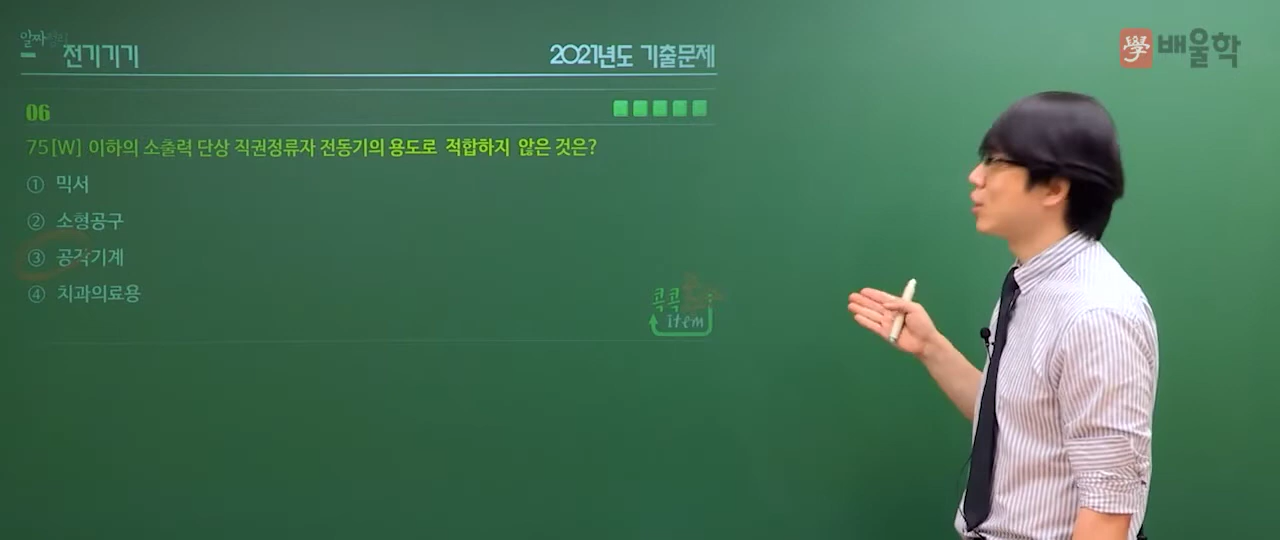 알짜
전기기기
2021년도 기출문제
學 배울학
06
75[W] 이하의 소출력 단상 직권정류자 전동기의 용도로 적합하지 않은 것은?
① 믹서
② 소형공구
③ 공작기계
④ 치과의료용
콕콕
item